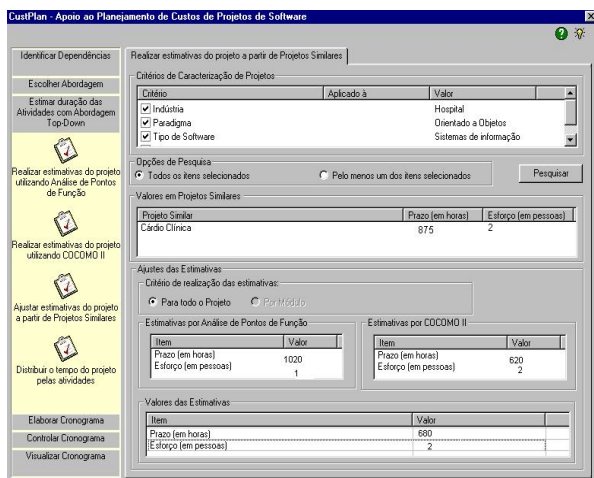 CustPlan - Apoio ao Planejamento de Custos de Projetos de Software
Identificar Dependências
Escolher Abordagem
Estimar duração das
Atividades com Abordagem
Top-Down
Realizar estimativas do projeto
utilizando Análise de Pontos
de Função
Realizar estimativas do projeto
utilizando COCOMO II
Ajustar estimativas do projeto
a partir de Projetos Similares
Distribuir o tempo do projeto
pelas atividades
Elaborar Cronograma
Controlar Cronograma
Visualizar Cronograma
Realizar estimativas do projeto a partir de Projetos Similares
Critérios de Caracterização de Projetos
Critério Aplicado à Valor
Indústria Hospital
Paradigma Orientado a Objetos
Tipo de Software Sistemas de informação
Opções de Pesquisa
Todos os itens selecionados Pelo menos um dos itens selecionados Pesquisar
Valores em Projetos Similares
Projeto Similar Prazo (em horas) Esforço (em pessoas)
Cárdio Clínica 875 2
Ajustes das Estimativas
Critério de realização das estimativas:
Para todo o Projeto Por Módulo
Estimativas por Análise de Pontos de Função
Item Valor
Prazo (em horas) 1020
Esforço (em pessoas) 1
Estimativas por COCOMO II
Item Valor
Prazo (em horas) 620
Esforço (em pessoas) 2
Valores das Estimativas
Item Valor
Prazo (em horas) 680
Esforço (em pessoas) 2